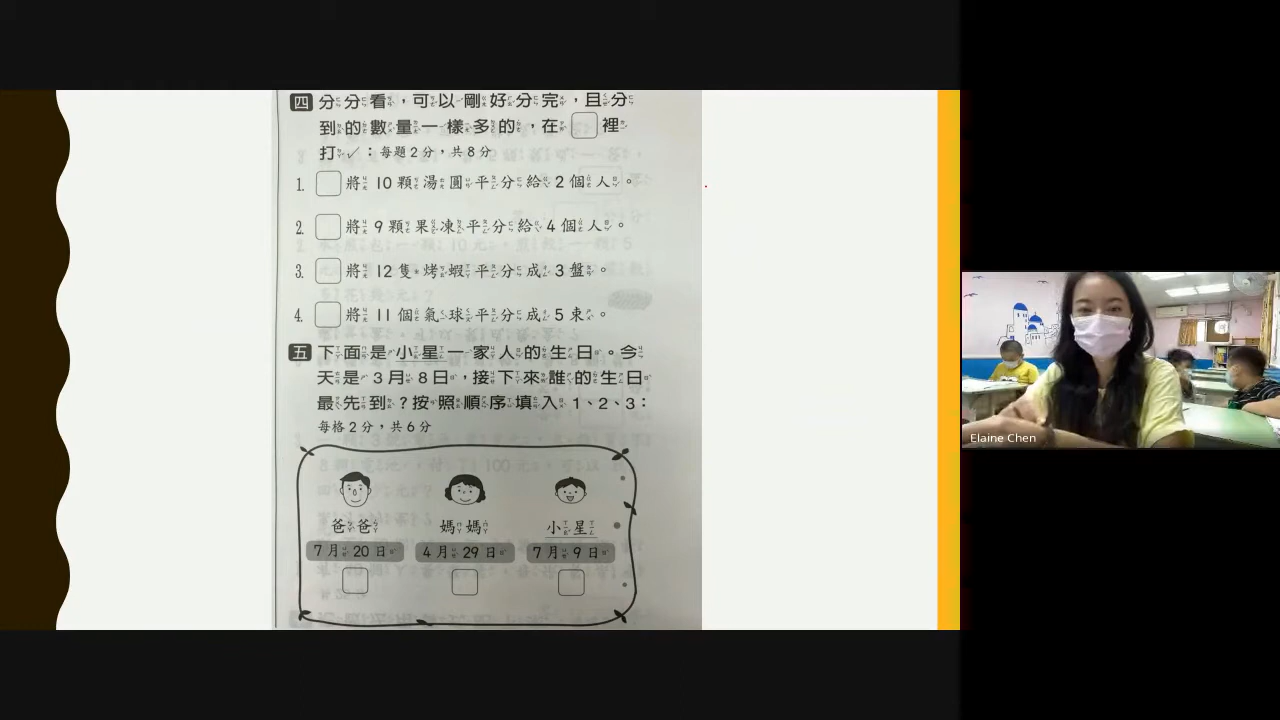 四 分分看，可以剛好分完，且分
到的數量一樣多的，在□裡
打✓：每題2分，共8分
1. □將10顆湯圓平分給2個人。
2. □將9顆果凍平分給4個人。
3. □將12隻烤蝦平分成3盤。
4. □將11個氣球平分成5束。
五 下面是小星一家人的生日。今
天是3月8日，接下來誰的生日
最先到？按照順序填入1、2、3：
每格2分，共6分
爸爸 媽媽 小星
7月20日 4月29日 7月9日
Elaine Chen